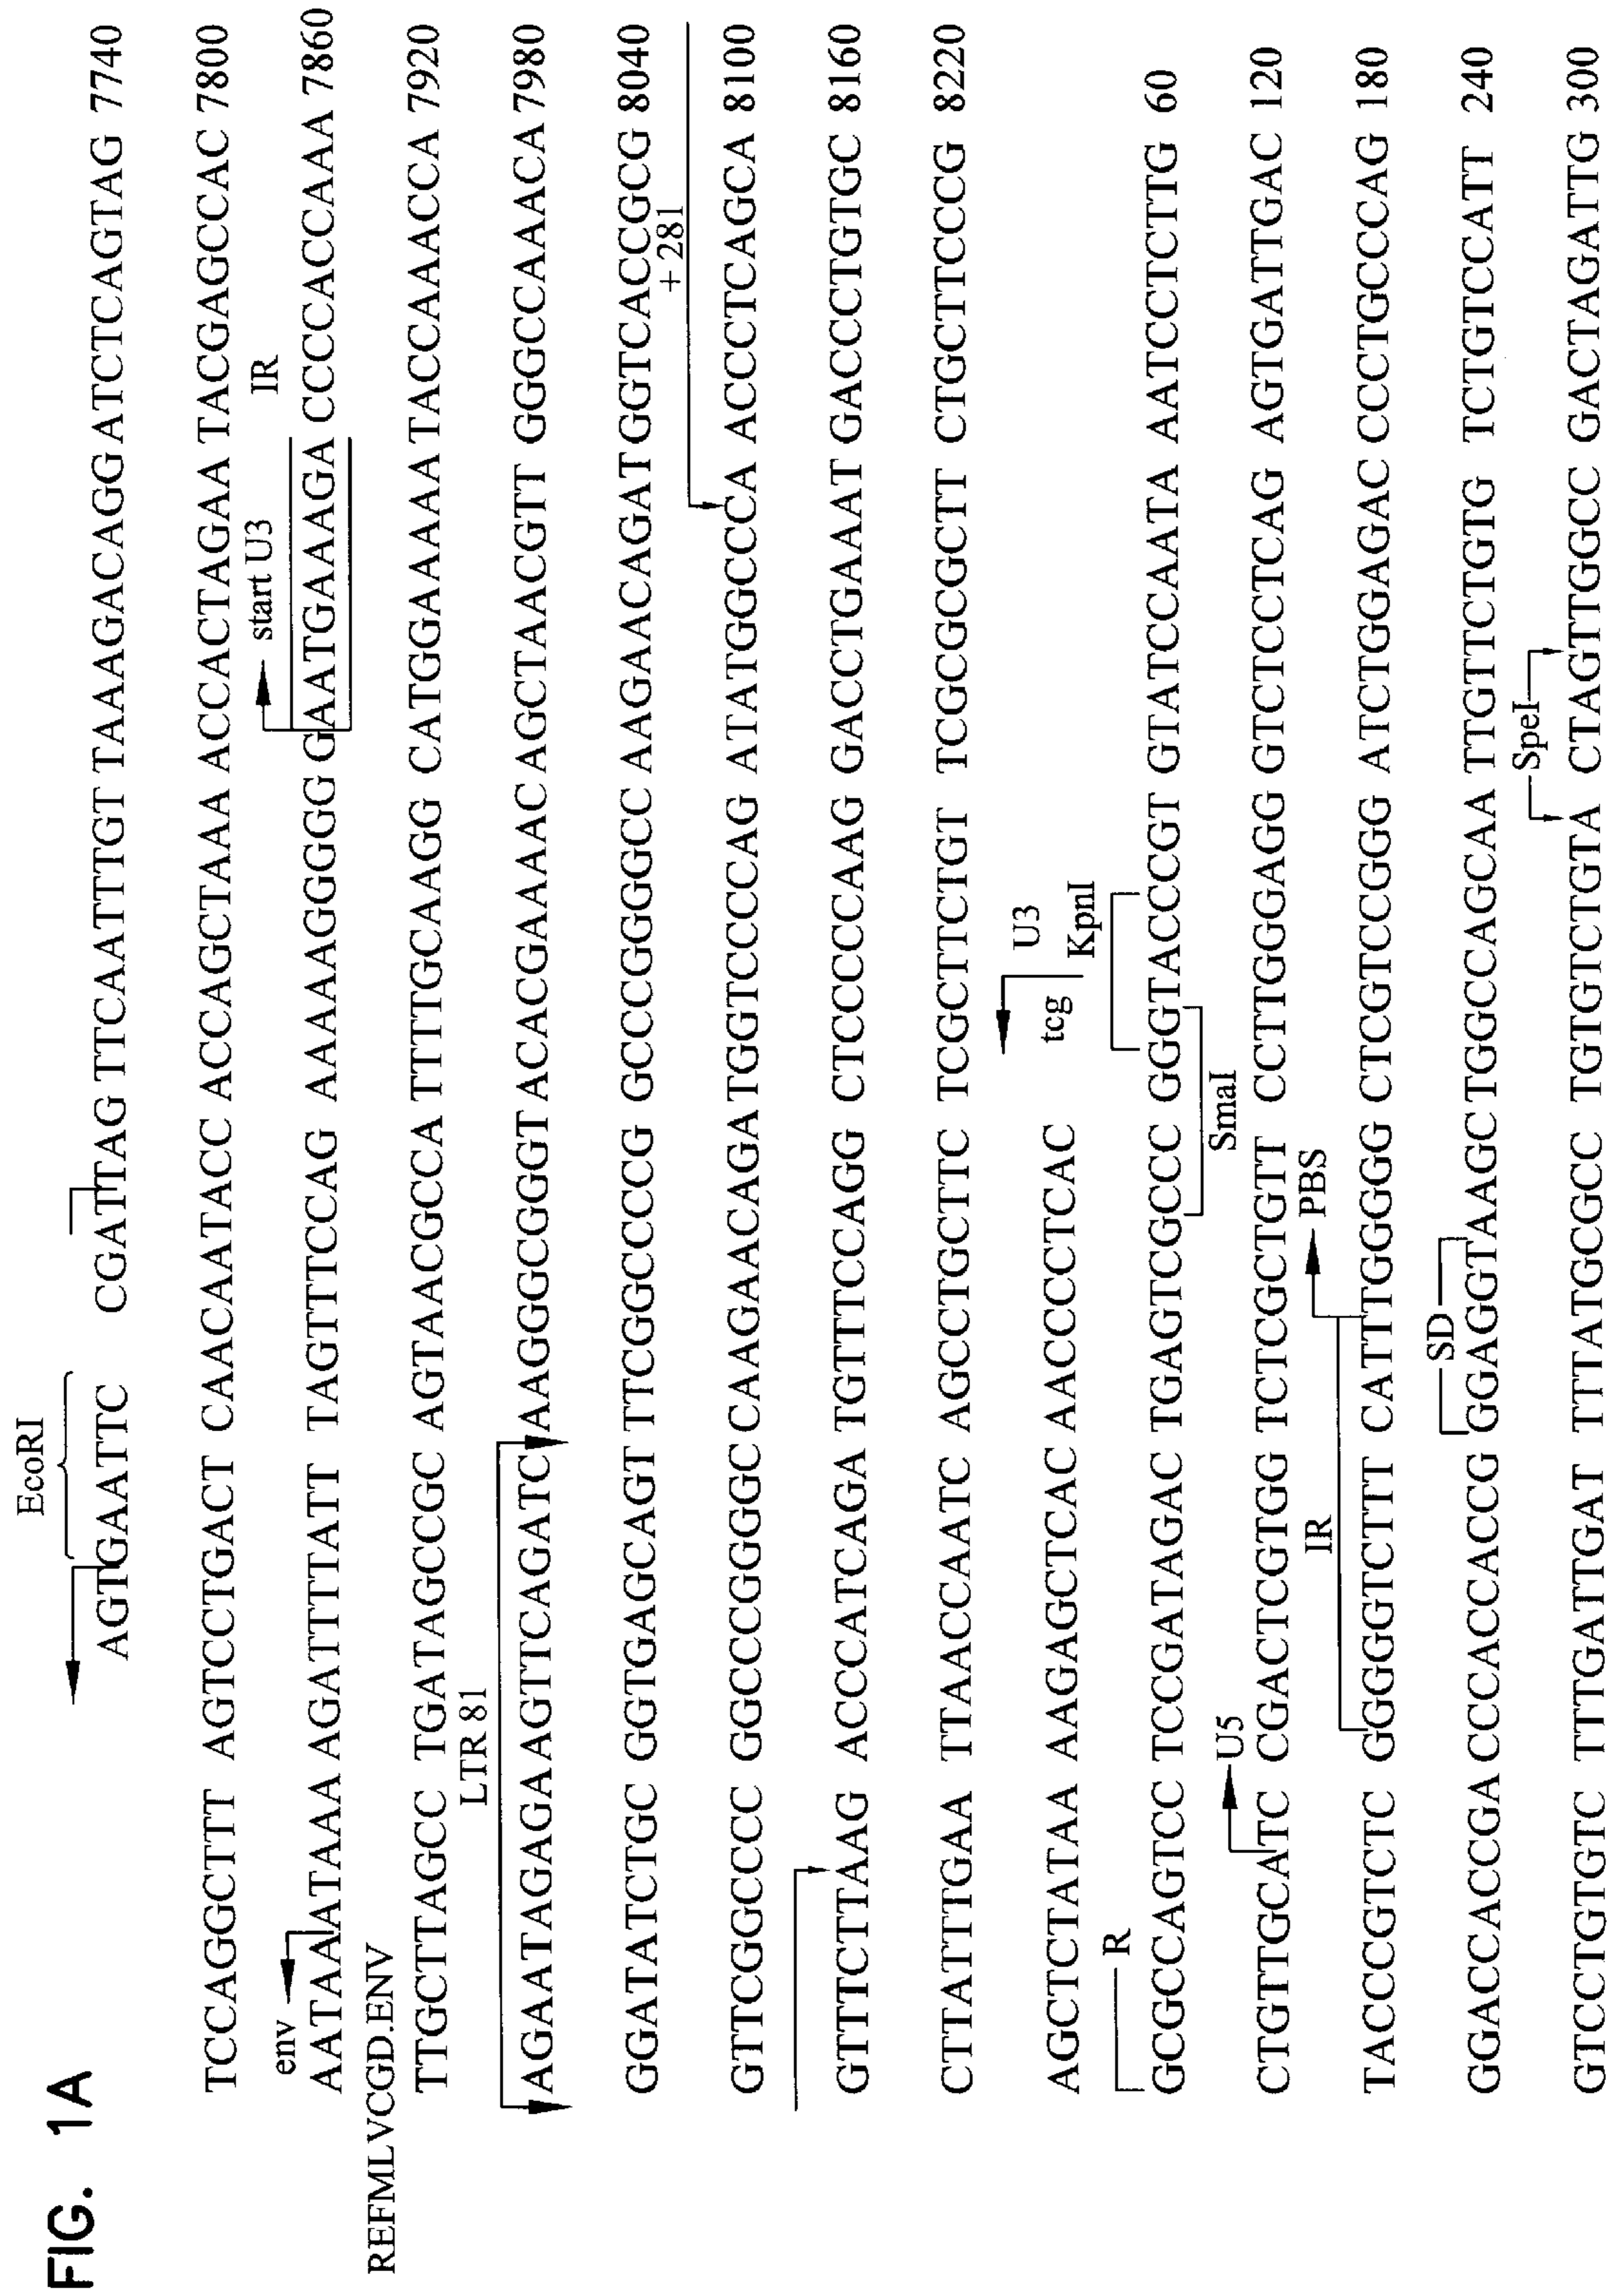 FIG. 1A
EcoRI
AGTGAATTC CGATTAG TTCAATTTGT TAAAGACAGG ATCTCAGTAG 7740
TCCAGGCTTT AGTCCTGACT CAACAATACC ACCAGCTAAA ACCACTAGAA TACGAGCCAC 7800
env start U3 IR
AATAAATAAA AGATTTTATT TAGTTTCCAG AAAAAGGGGG GAATGAAAGA CCCCACCAAA 7860
REFMLVCGD.ENV
TTGCTTAGCC TGATAGCCGC AGTAACGCCA TTTTGCAAGG CATGGAAAAA TACCAAACCA 7920
LTR 81
AGAATAGAGAAGTTCAGATC AAGGGCGGGT ACACGAAAAC AGCTAACGTT GGGCCAAACA 7980
GGATATCTGC GGTGAGCAGT TTCGGCCCCG GCCCGGGGCC AAGAACAGAT GGTCACCGCG 8040
+ 281
GTTCGGCCCC GGCCCGGGGC CAAGAACAGA TGGTCCCCAG ATATGGCCCA ACCCTCAGCA 8100
GTTTCTTAAG ACCCATCAGA TGTTTCCAGG CTCCCCCAAG GACCTGAAAT GACCCTGTGC 8160
CTTATTTGAA TTAACCAATC AGCCTGCTTC TCGCTTCTGT TCGCGCGCTT CTGCTTCCCG 8220
U3
AGCTCTATAA AAGAGCTCAC AACCCCTCAC tcg
R KpnI
GCGCCAGTCC TCCGATAGAC TGAGTCGCCC GGGTACCCGT GTATCCAATA AATCCTCTTG 60
SmaI
U5
CTGTTGCATC CGACTCGTGG TCTCGCTGTT CCTTGGGAGG GTCTCCTCAG AGTGATTGAC 120
IR PBS
TACCCGTCTC GGGGGTCTTT CATTTGGGGG CTCGTCCGGG ATCTGGAGAC CCCTGCCCAG 180
SD
GGACCACCGA CCCACCACCG GGAGGTAAGC TGGCCAGCAA TTGTTCTGTG TCTGTCCATT 240
SpeI
GTCCTGTGTC TTTGATTGAT TTTATGCGCC TGTGTCTGTA CTAGTTGGCC GACTAGATTG 300